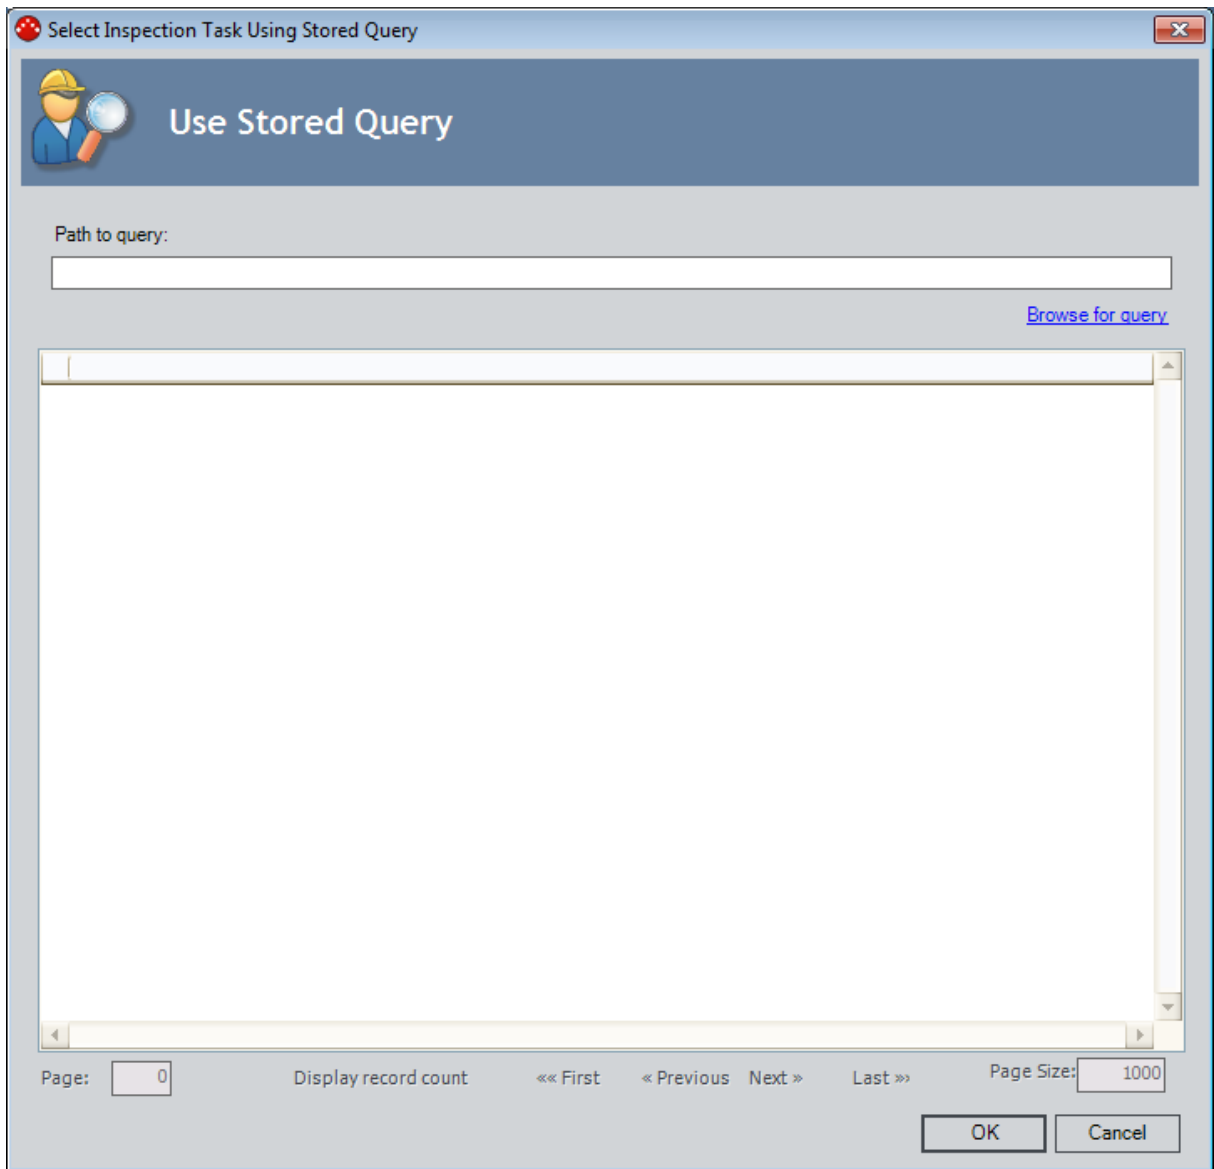 Select Inspection Task Using Stored Query
Use Stored Query
Path to query:
Browse for query
Page: 0 Display record count «« First « Previous Next » Last »» Page Size: 1000
OK Cancel